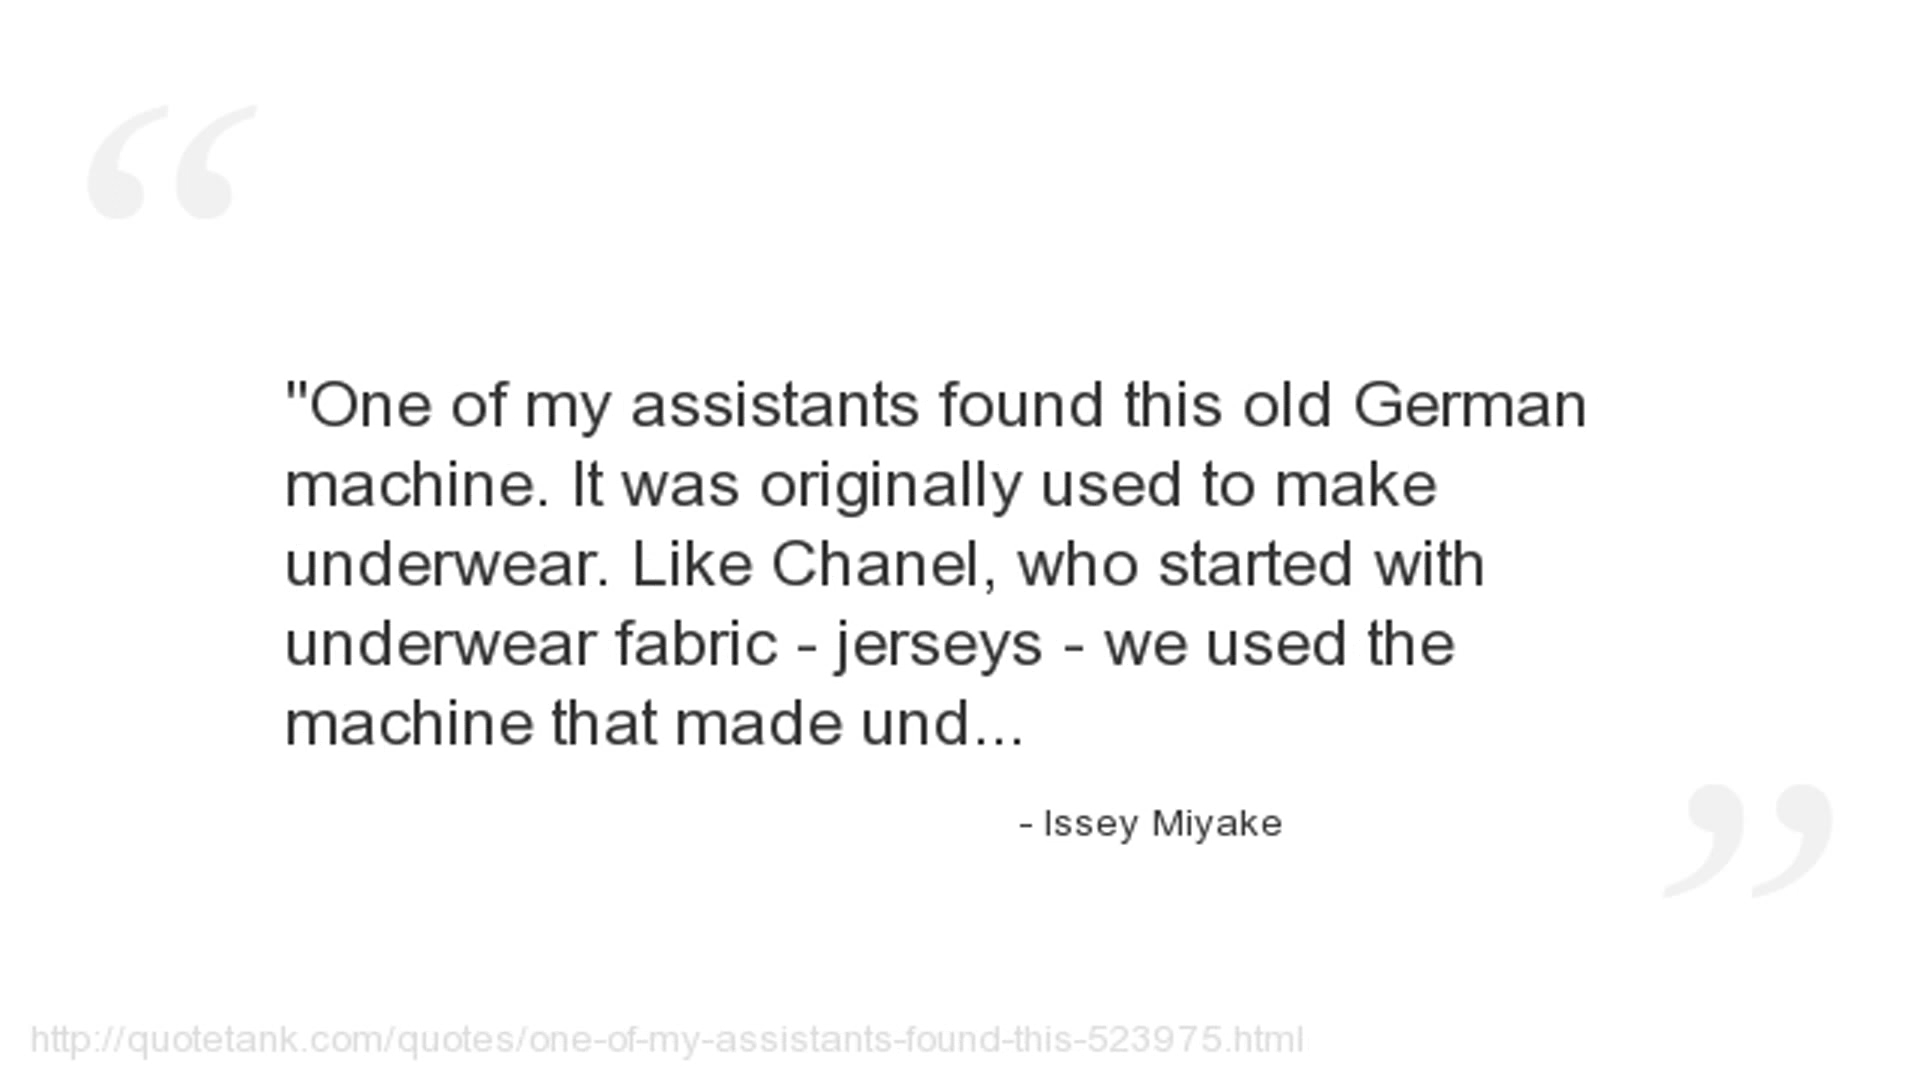 "One of my assistants found this old German
machine. It was originally used to make
underwear. Like Chanel, who started with
underwear fabric - jerseys - we used the
machine that made und...
- Issey Miyake
http://quotetank.com/quotes/one-of-my-assistants-found-this-523975.html